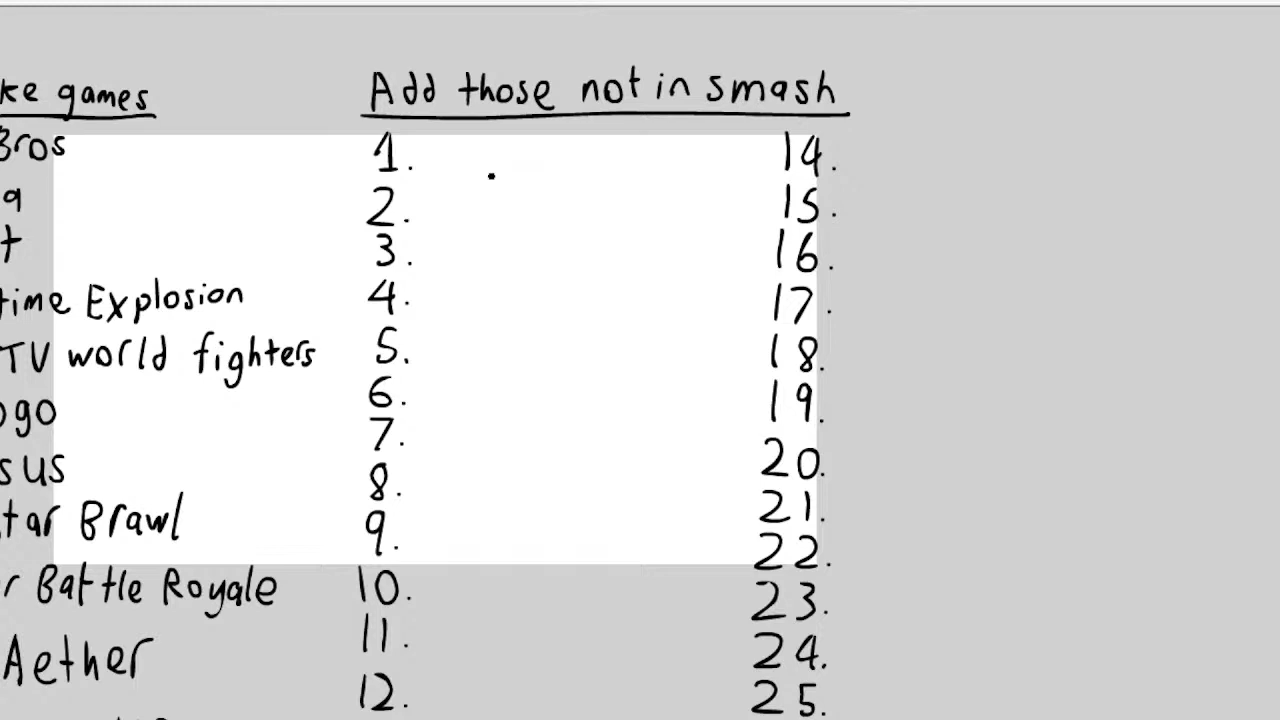 ke games
Bros
a
t
time Explosion
TV world fighters
ogo
sus
tar Brawl
r Battle Royale
Aether
Add those not in smash
1.
2.
3.
4.
5.
6.
7.
8.
9.
10.
11.
12.
14.
15.
16.
17.
18.
19.
20.
21.
22.
23.
24.
25.